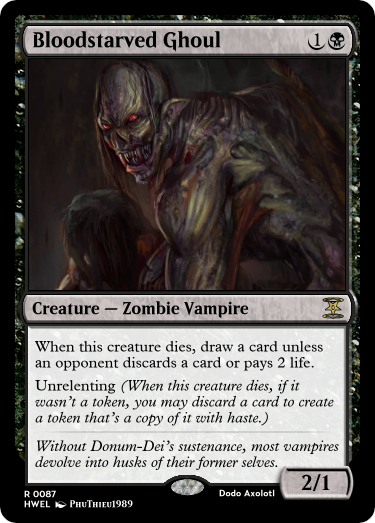 Bloodstarved Ghoul 1
Creature — Zombie Vampire
When this creature dies, draw a card unless
an opponent discards a card or pays 2 life.
Unrelenting (When this creature dies, if it
wasn't a token, you may discard a card to create
a token that's a copy of it with haste.)
Without Donum-Dei's sustenance, most vampires
devolve into husks of their former selves.
2/1
R 0087
HWEL PhuThieu1989
Dodo Axolotl